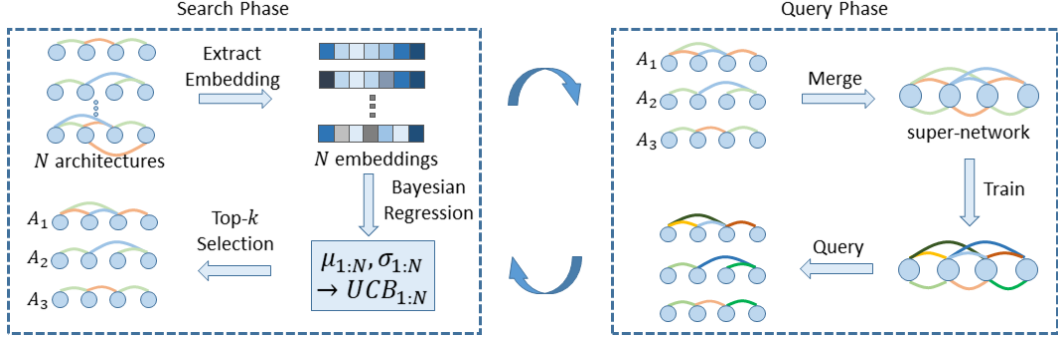 Search Phase
Extract
Embedding
N architectures
N embeddings
Bayesian
Regression
A₁
A₂
A₃
Top-k
Selection
μ₁:N, σ₁:N
→ UCB₁:N
Query Phase
A₁
A₂
A₃
Merge
super-network
Train
Query